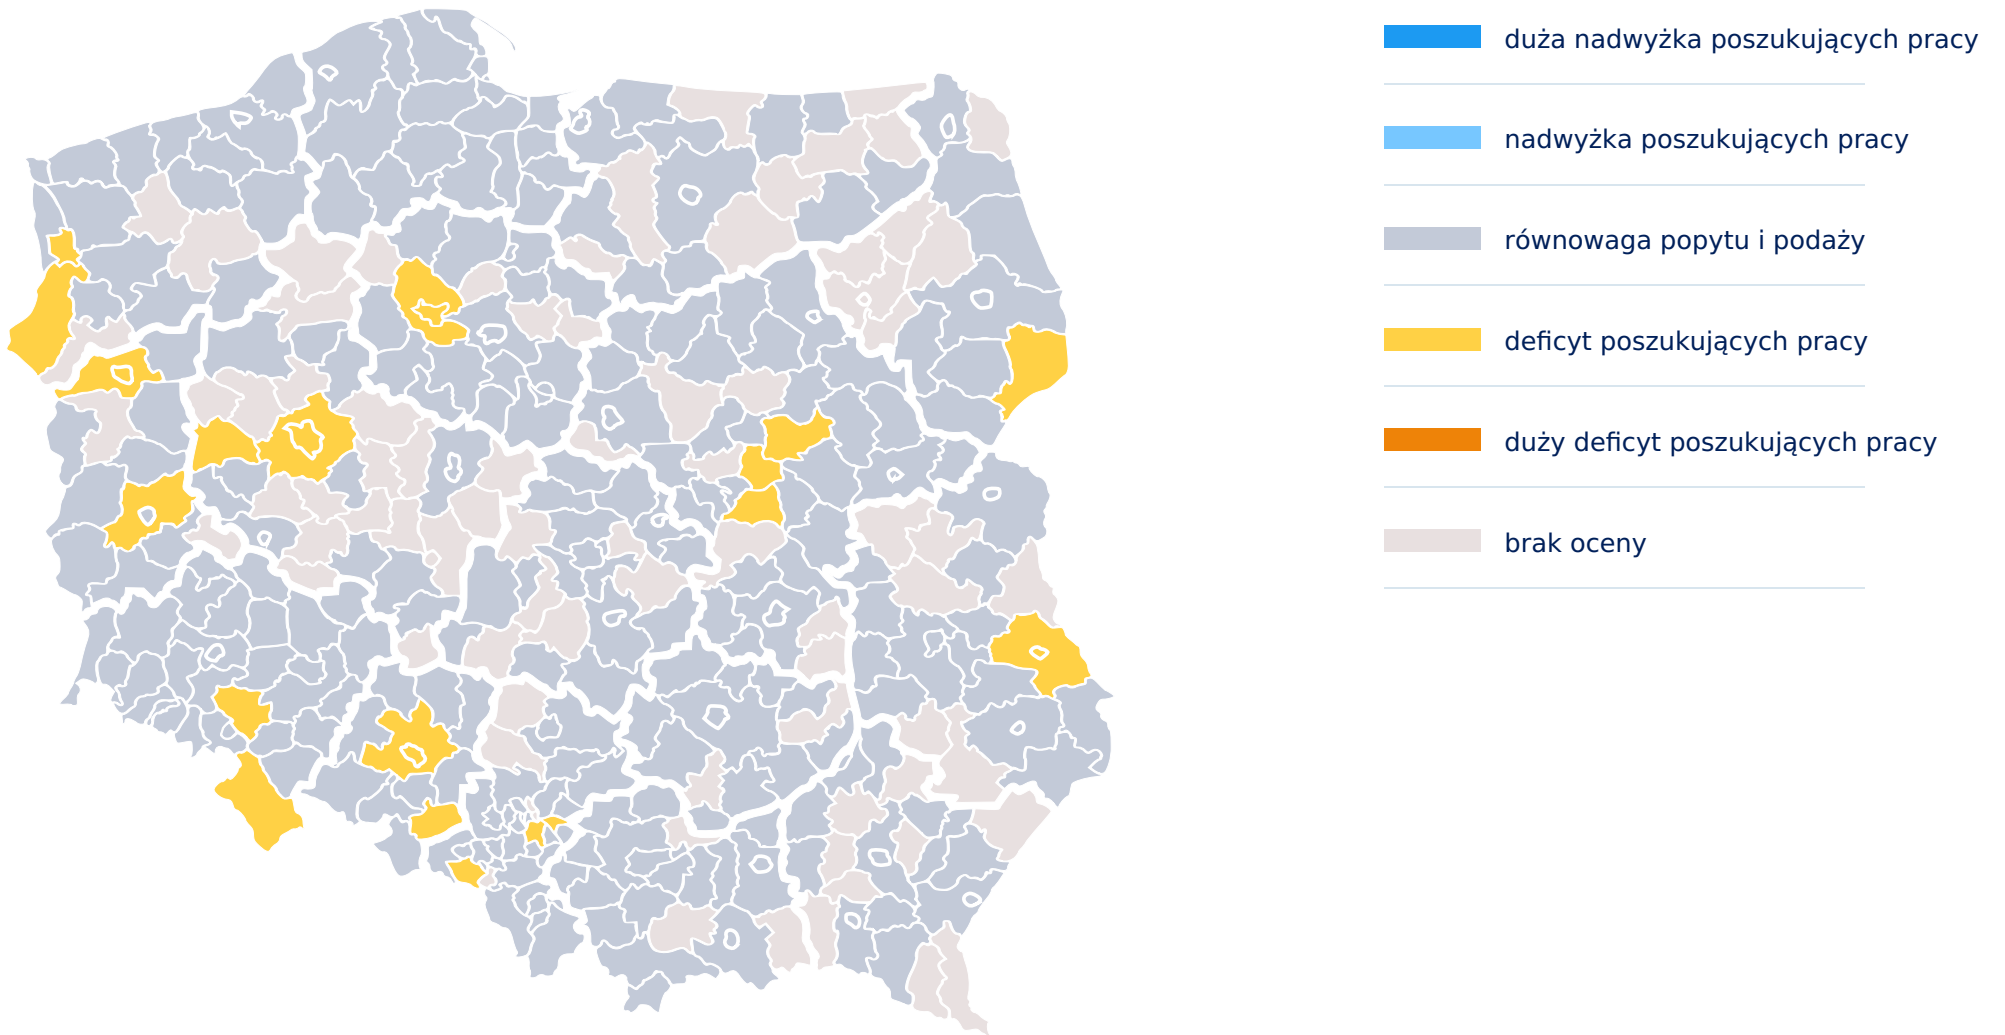 duża nadwyżka poszukujących pracy
nadwyżka poszukujących pracy
równowaga popytu i podaży
deficyt poszukujących pracy
duży deficyt poszukujących pracy
brak oceny